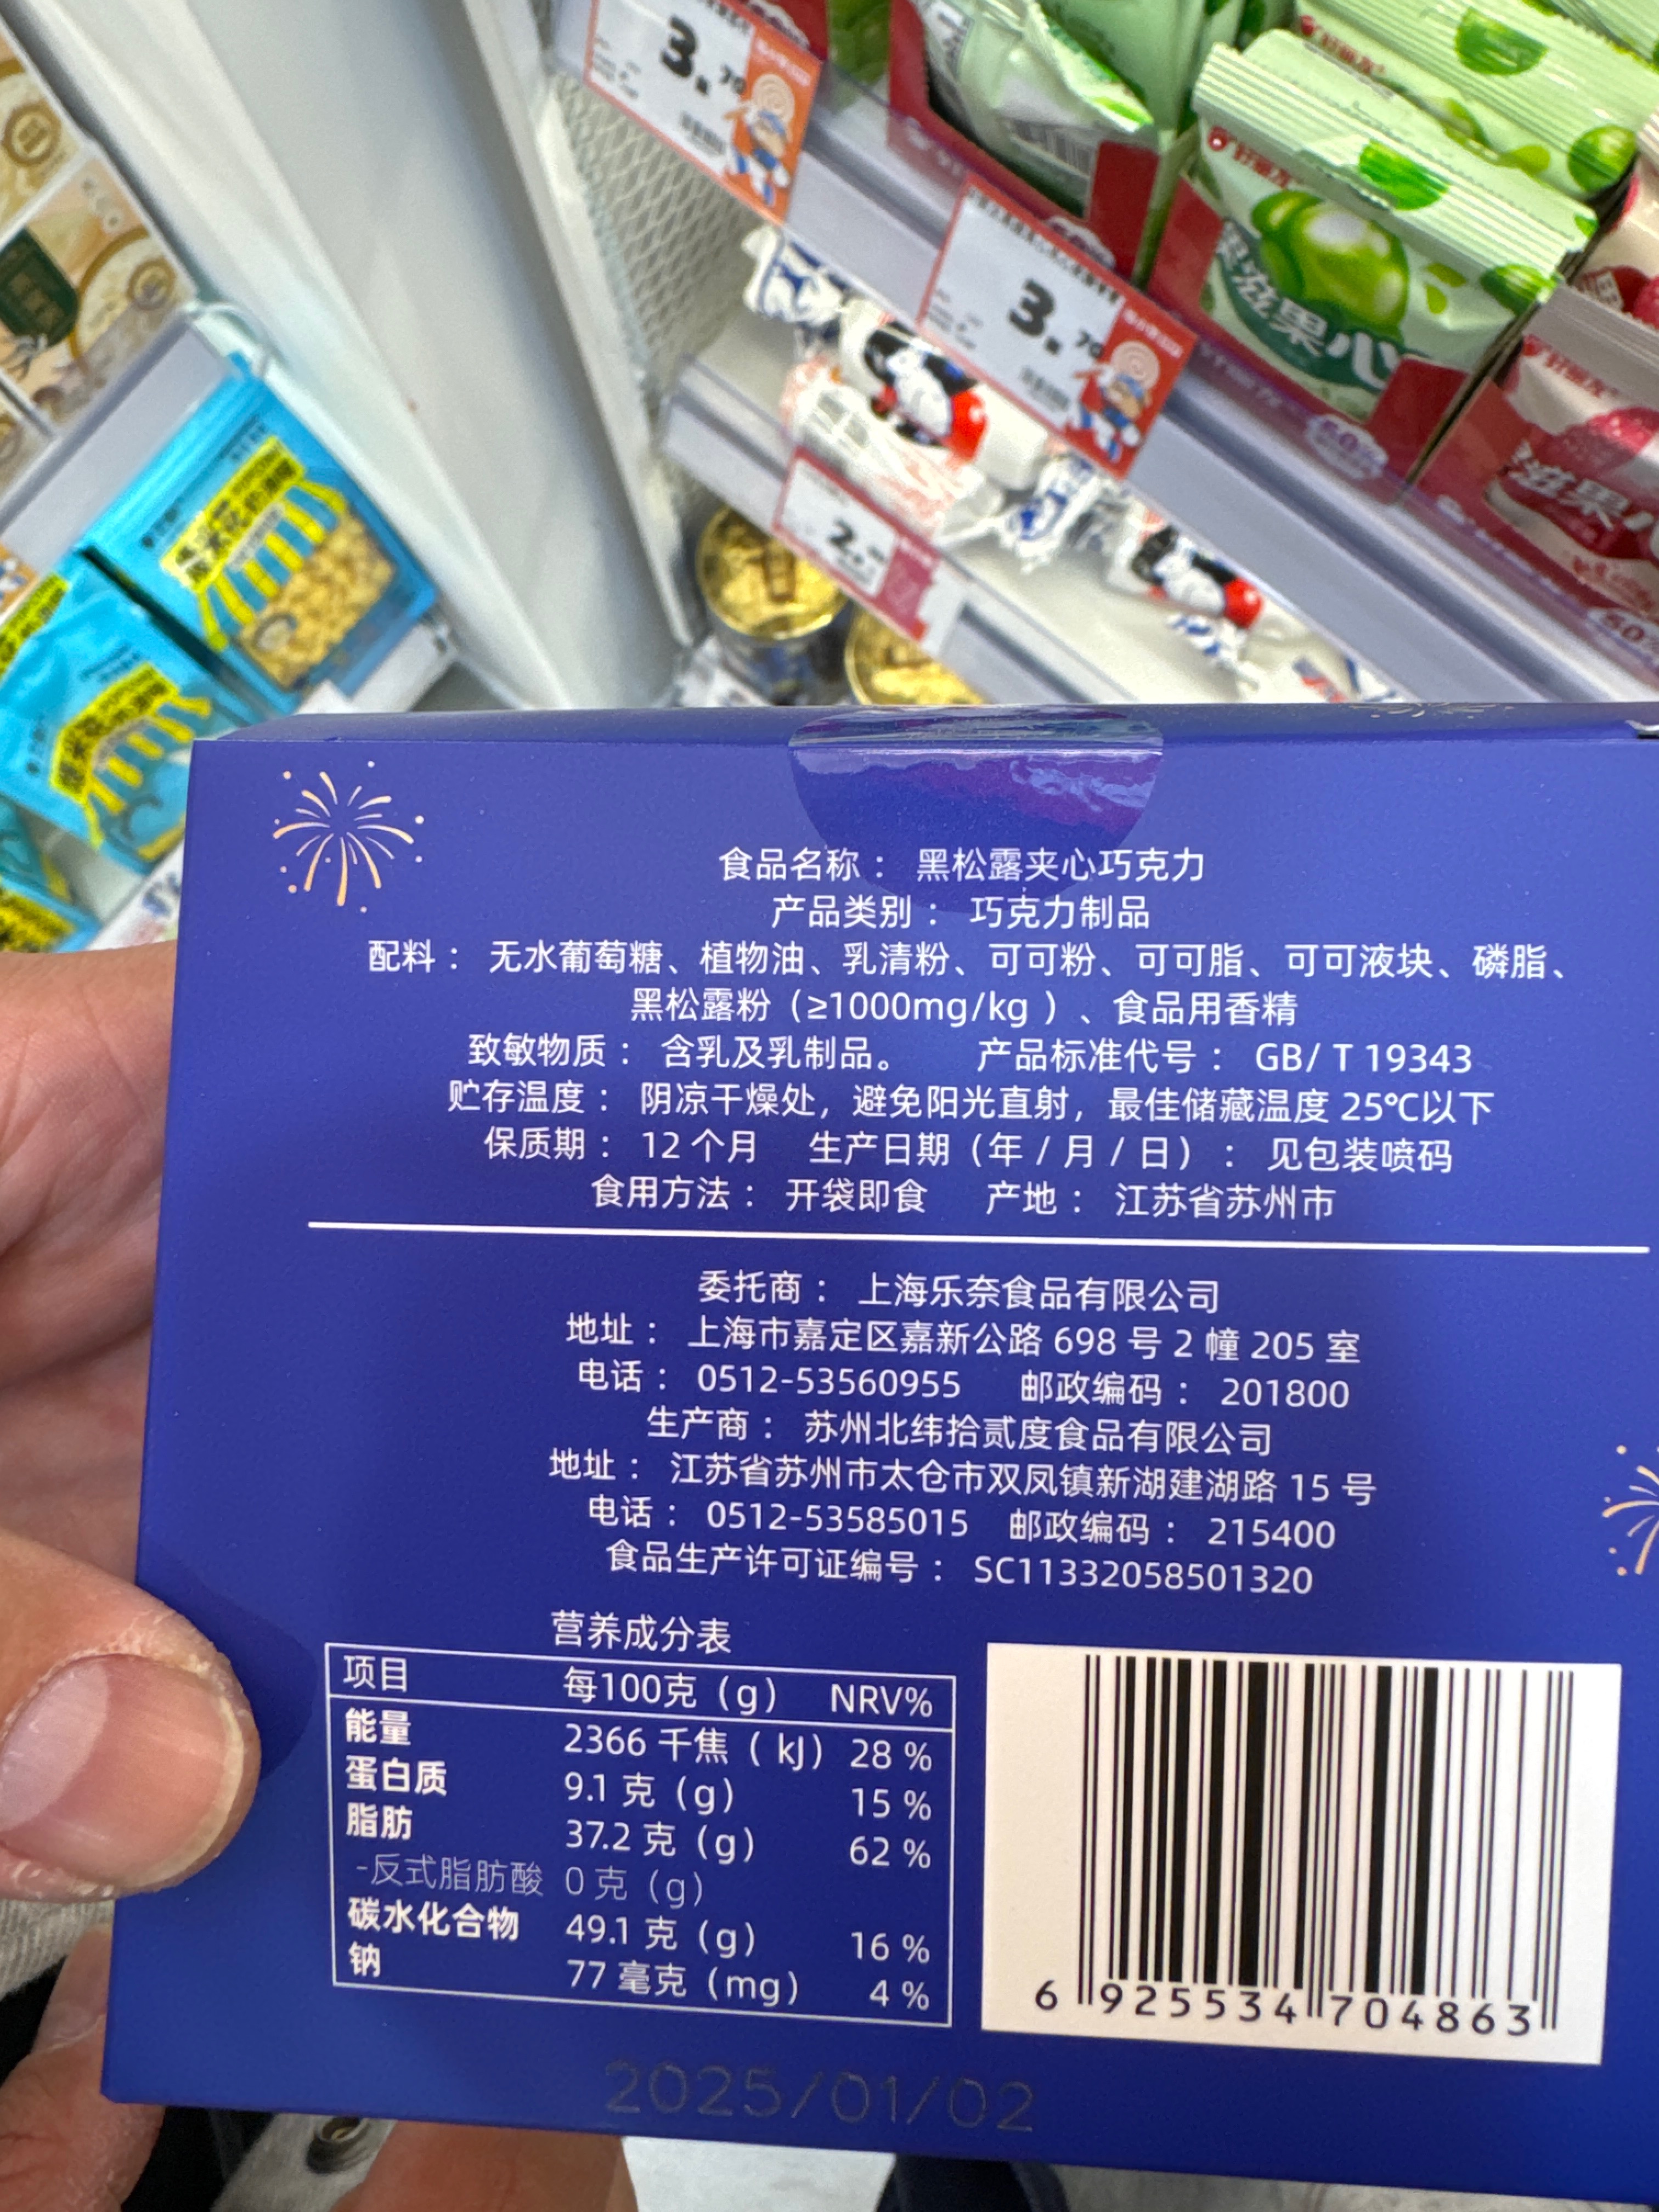 3.70
3.70
好丽友
果滋果心
好丽友
滋果
60%
2.
食品名称： 黑松露夹心巧克力
产品类别： 巧克力制品
配料： 无水葡萄糖、植物油、乳清粉、可可粉、可可脂、可可液块、磷脂、
黑松露粉（≥1000mg/kg ）、食品用香精
致敏物质： 含乳及乳制品。 产品标准代号： GB/ T 19343
贮存温度： 阴凉干燥处，避免阳光直射，最佳储藏温度 25℃以下
保质期： 12 个月 生产日期（年 / 月 / 日）： 见包装喷码
食用方法： 开袋即食 产地： 江苏省苏州市
委托商： 上海乐奈食品有限公司
地址： 上海市嘉定区嘉新公路 698 号 2 幢 205 室
电话： 0512-53560955 邮政编码： 201800
生产商： 苏州北纬拾贰度食品有限公司
地址： 江苏省苏州市太仓市双凤镇新湖建湖路 15 号
电话： 0512-53585015 邮政编码： 215400
食品生产许可证编号： SC11332058501320
营养成分表
项目 每100克（g） NRV%
能量 2366 千焦（ kJ） 28 %
蛋白质 9.1 克（g） 15 %
脂肪 37.2 克（g） 62 %
-反式脂肪酸 0 克（g）
碳水化合物 49.1 克（g） 16 %
钠 77 毫克（mg） 4 %
6 925534 704863
2025/01/02